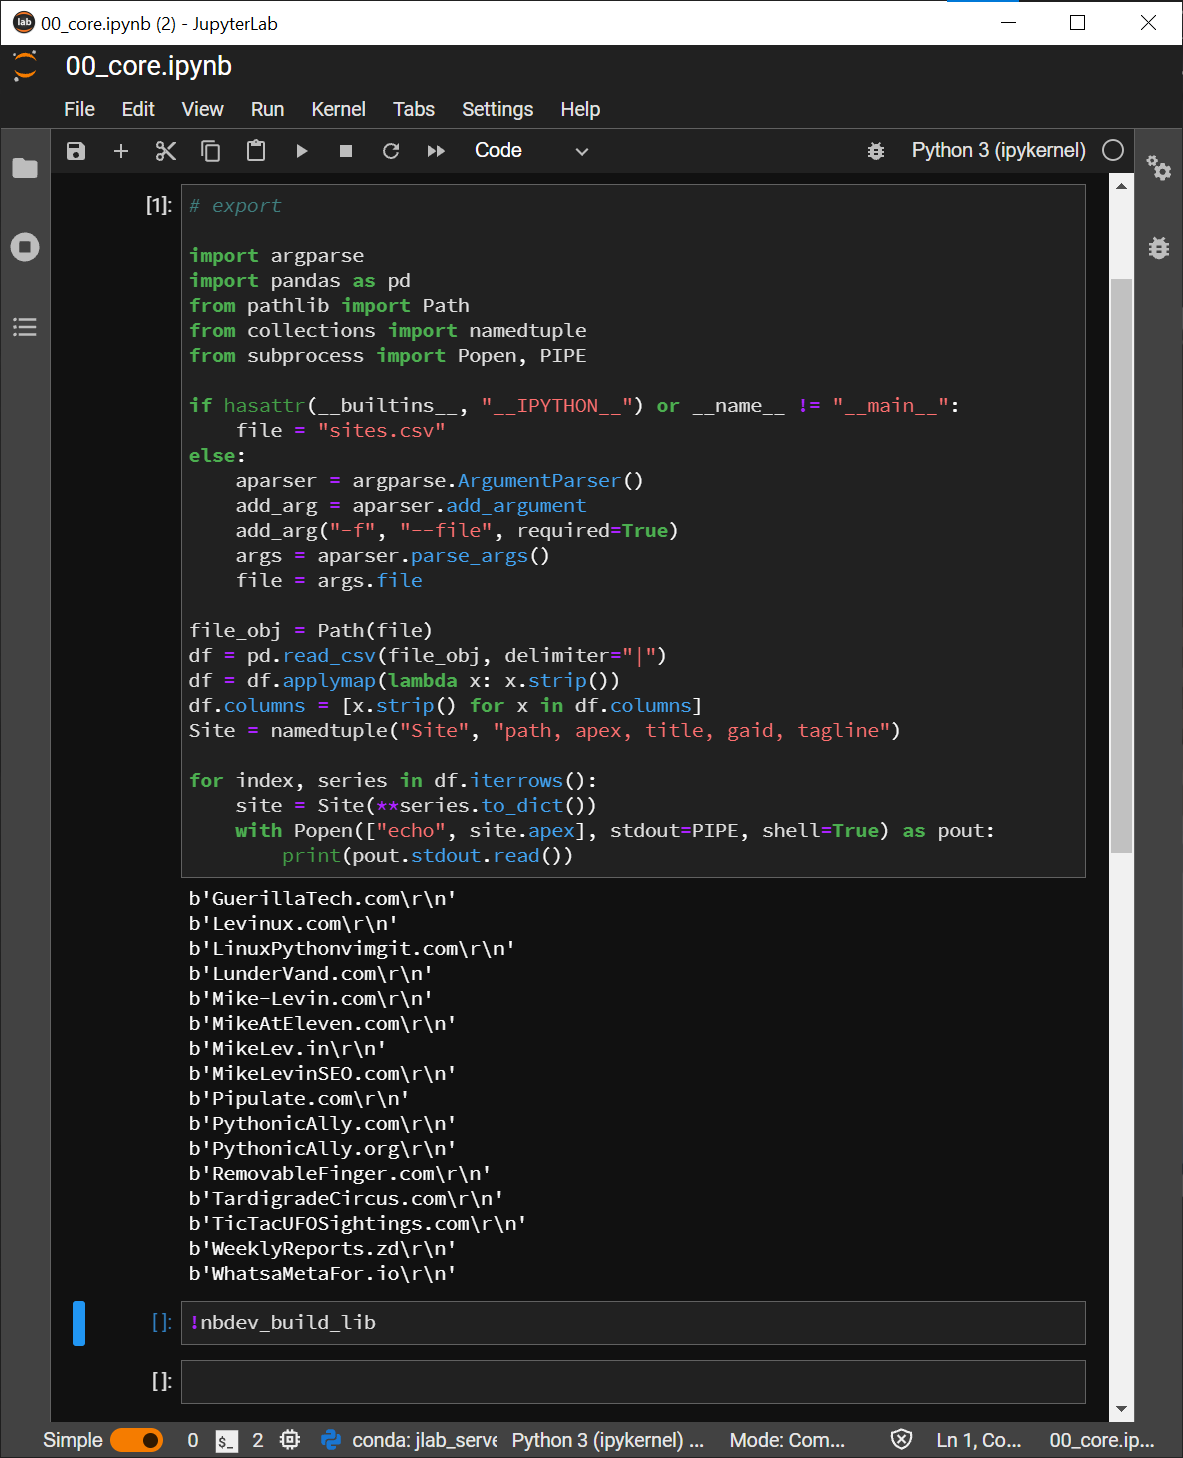 lab 00_core.ipynb (2) - JupyterLab
00_core.ipynb
File Edit View Run Kernel Tabs Settings Help
Code Python 3 (ipykernel)
[1]: # export

import argparse
import pandas as pd
from pathlib import Path
from collections import namedtuple
from subprocess import Popen, PIPE

if hasattr(__builtins__, "__IPYTHON__") or __name__ != "__main__":
    file = "sites.csv"
else:
    aparser = argparse.ArgumentParser()
    add_arg = aparser.add_argument
    add_arg("-f", "--file", required=True)
    args = aparser.parse_args()
    file = args.file

file_obj = Path(file)
df = pd.read_csv(file_obj, delimiter="|")
df = df.applymap(lambda x: x.strip())
df.columns = [x.strip() for x in df.columns]
Site = namedtuple("Site", "path, apex, title, gaid, tagline")

for index, series in df.iterrows():
    site = Site(**series.to_dict())
    with Popen(["echo", site.apex], stdout=PIPE, shell=True) as pout:
        print(pout.stdout.read())
b'GuerillaTech.com\r\n'
b'Levinux.com\r\n'
b'LinuxPythonvimgit.com\r\n'
b'LunderVand.com\r\n'
b'Mike-Levin.com\r\n'
b'MikeAtEleven.com\r\n'
b'MikeLev.in\r\n'
b'MikeLevinSEO.com\r\n'
b'Pipulate.com\r\n'
b'PythonicAlly.com\r\n'
b'PythonicAlly.org\r\n'
b'RemovableFinger.com\r\n'
b'TardigradeCircus.com\r\n'
b'TicTacUFOSightings.com\r\n'
b'WeeklyReports.zd\r\n'
b'WhatsaMetaFor.io\r\n'
[ ]: !nbdev_build_lib
[ ]:
Simple 0 $_ 2 conda: jlab_serve Python 3 (ipykernel) ... Mode: Com... Ln 1, Co... 00_core.ip...